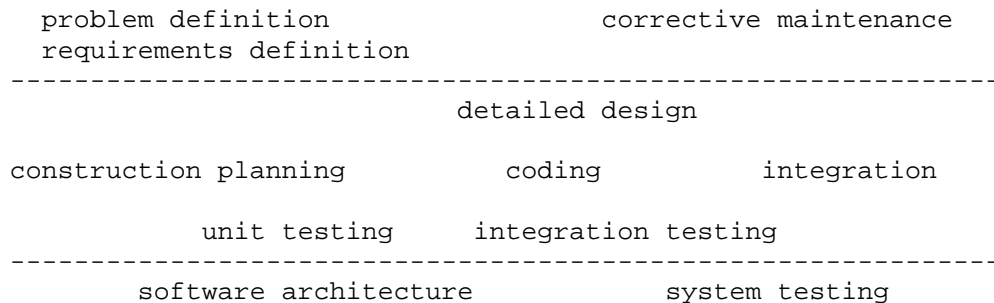 problem definition corrective maintenance
requirements definition
--------------------------------------------------------------
detailed design
construction planning coding integration
unit testing integration testing
--------------------------------------------------------------
software architecture system testing